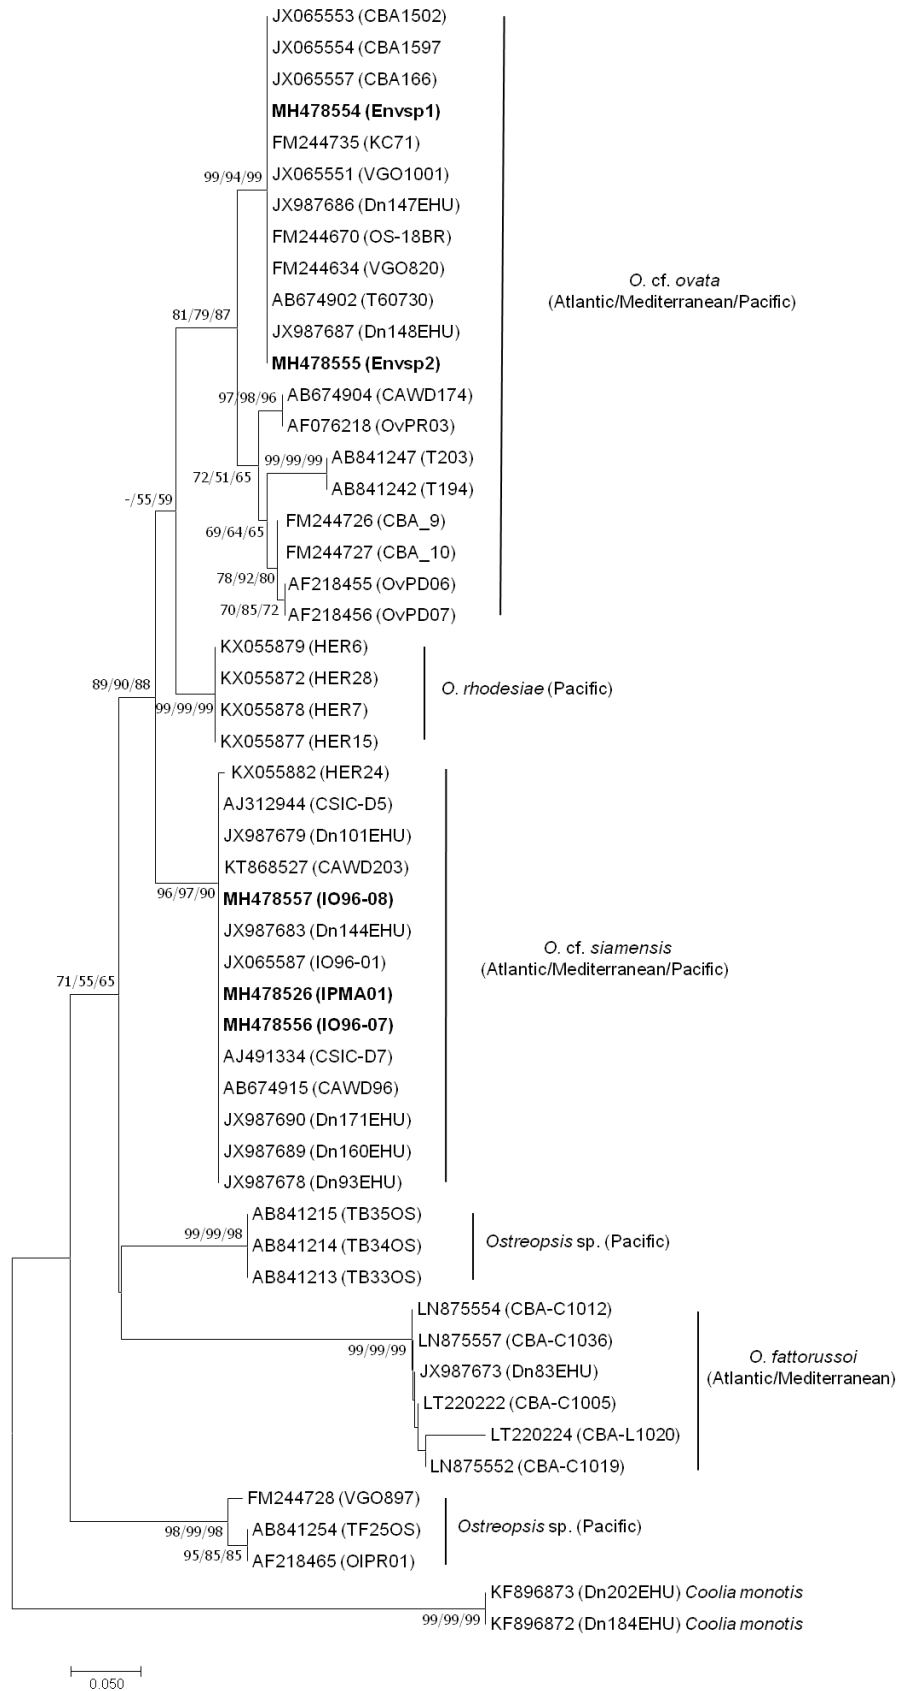 JX065553 (CBA1502)
JX065554 (CBA1597
JX065557 (CBA166)
MH478554 (Envsp1)
FM244735 (KC71)
99/94/99
JX065551 (VGO1001)
JX987686 (Dn147EHU)
FM244670 (OS-18BR)
FM244634 (VGO820)
O. cf. ovata
(Atlantic/Mediterranean/Pacific)
AB674902 (T60730)
81/79/87
JX987687 (Dn148EHU)
MH478555 (Envsp2)
97/98/96
AB674904 (CAWD174)
AF076218 (OvPR03)
99/99/99
AB841247 (T203)
72/51/65
AB841242 (T194)
-/55/59
FM244726 (CBA_9)
69/64/65
FM244727 (CBA_10)
78/92/80
AF218455 (OvPD06)
70/85/72
AF218456 (OvPD07)
KX055879 (HER6)
89/90/88
KX055872 (HER28)
O. rhodesiae (Pacific)
99/99/99
KX055878 (HER7)
KX055877 (HER15)
KX055882 (HER24)
AJ312944 (CSIC-D5)
JX987679 (Dn101EHU)
KT868527 (CAWD203)
96/97/90
MH478557 (IO96-08)
JX987683 (Dn144EHU)
O. cf. siamensis
(Atlantic/Mediterranean/Pacific)
JX065587 (IO96-01)
71/55/65
MH478526 (IPMA01)
MH478556 (IO96-07)
AJ491334 (CSIC-D7)
AB674915 (CAWD96)
JX987690 (Dn171EHU)
JX987689 (Dn160EHU)
JX987678 (Dn93EHU)
AB841215 (TB35OS)
99/99/98
AB841214 (TB34OS)
Ostreopsis sp. (Pacific)
AB841213 (TB33OS)
LN875554 (CBA-C1012)
LN875557 (CBA-C1036)
99/99/99
O. fattorussoi
(Atlantic/Mediterranean)
JX987673 (Dn83EHU)
LT220222 (CBA-C1005)
LT220224 (CBA-L1020)
LN875552 (CBA-C1019)
FM244728 (VGO897)
98/99/98
AB841254 (TF25OS)
Ostreopsis sp. (Pacific)
95/85/85
AF218465 (OIPR01)
KF896873 (Dn202EHU) Coolia monotis
99/99/99
KF896872 (Dn184EHU) Coolia monotis
0.050